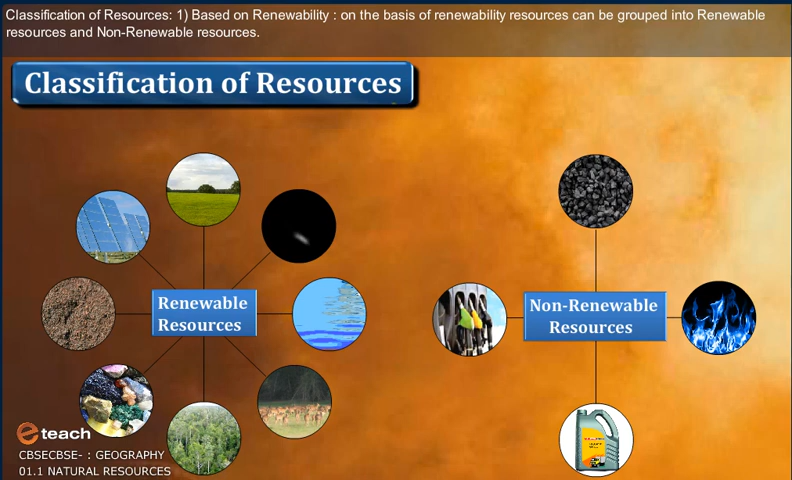 Classification of Resources: 1) Based on Renewability : on the basis of renewability resources can be grouped into Renewable
resources and Non-Renewable resources.
Classification of Resources
Renewable
Resources
Non-Renewable
Resources
eteach
CBSECBSE- : GEOGRAPHY
01.1 NATURAL RESOURCES